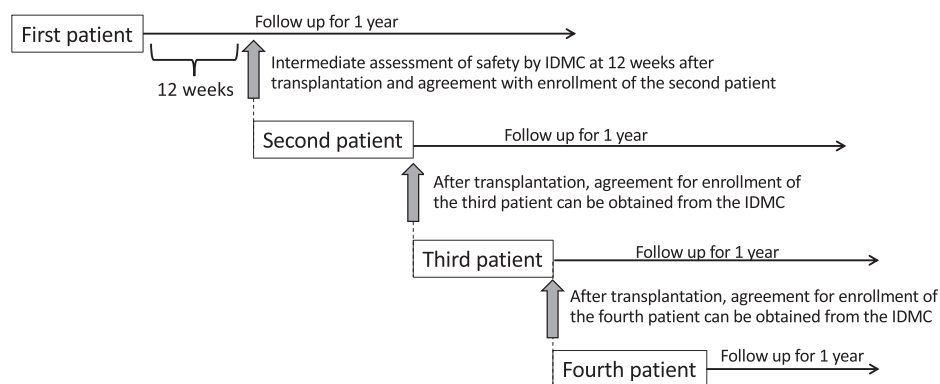 Follow up for 1 year
First patient
12 weeks
Intermediate assessment of safety by IDMC at 12 weeks after
transplantation and agreement with enrollment of the second patient
Second patient
Follow up for 1 year
After transplantation, agreement for enrollment of
the third patient can be obtained from the IDMC
Third patient
Follow up for 1 year
After transplantation, agreement for enrollment of
the fourth patient can be obtained from the IDMC
Fourth patient
Follow up for 1 year